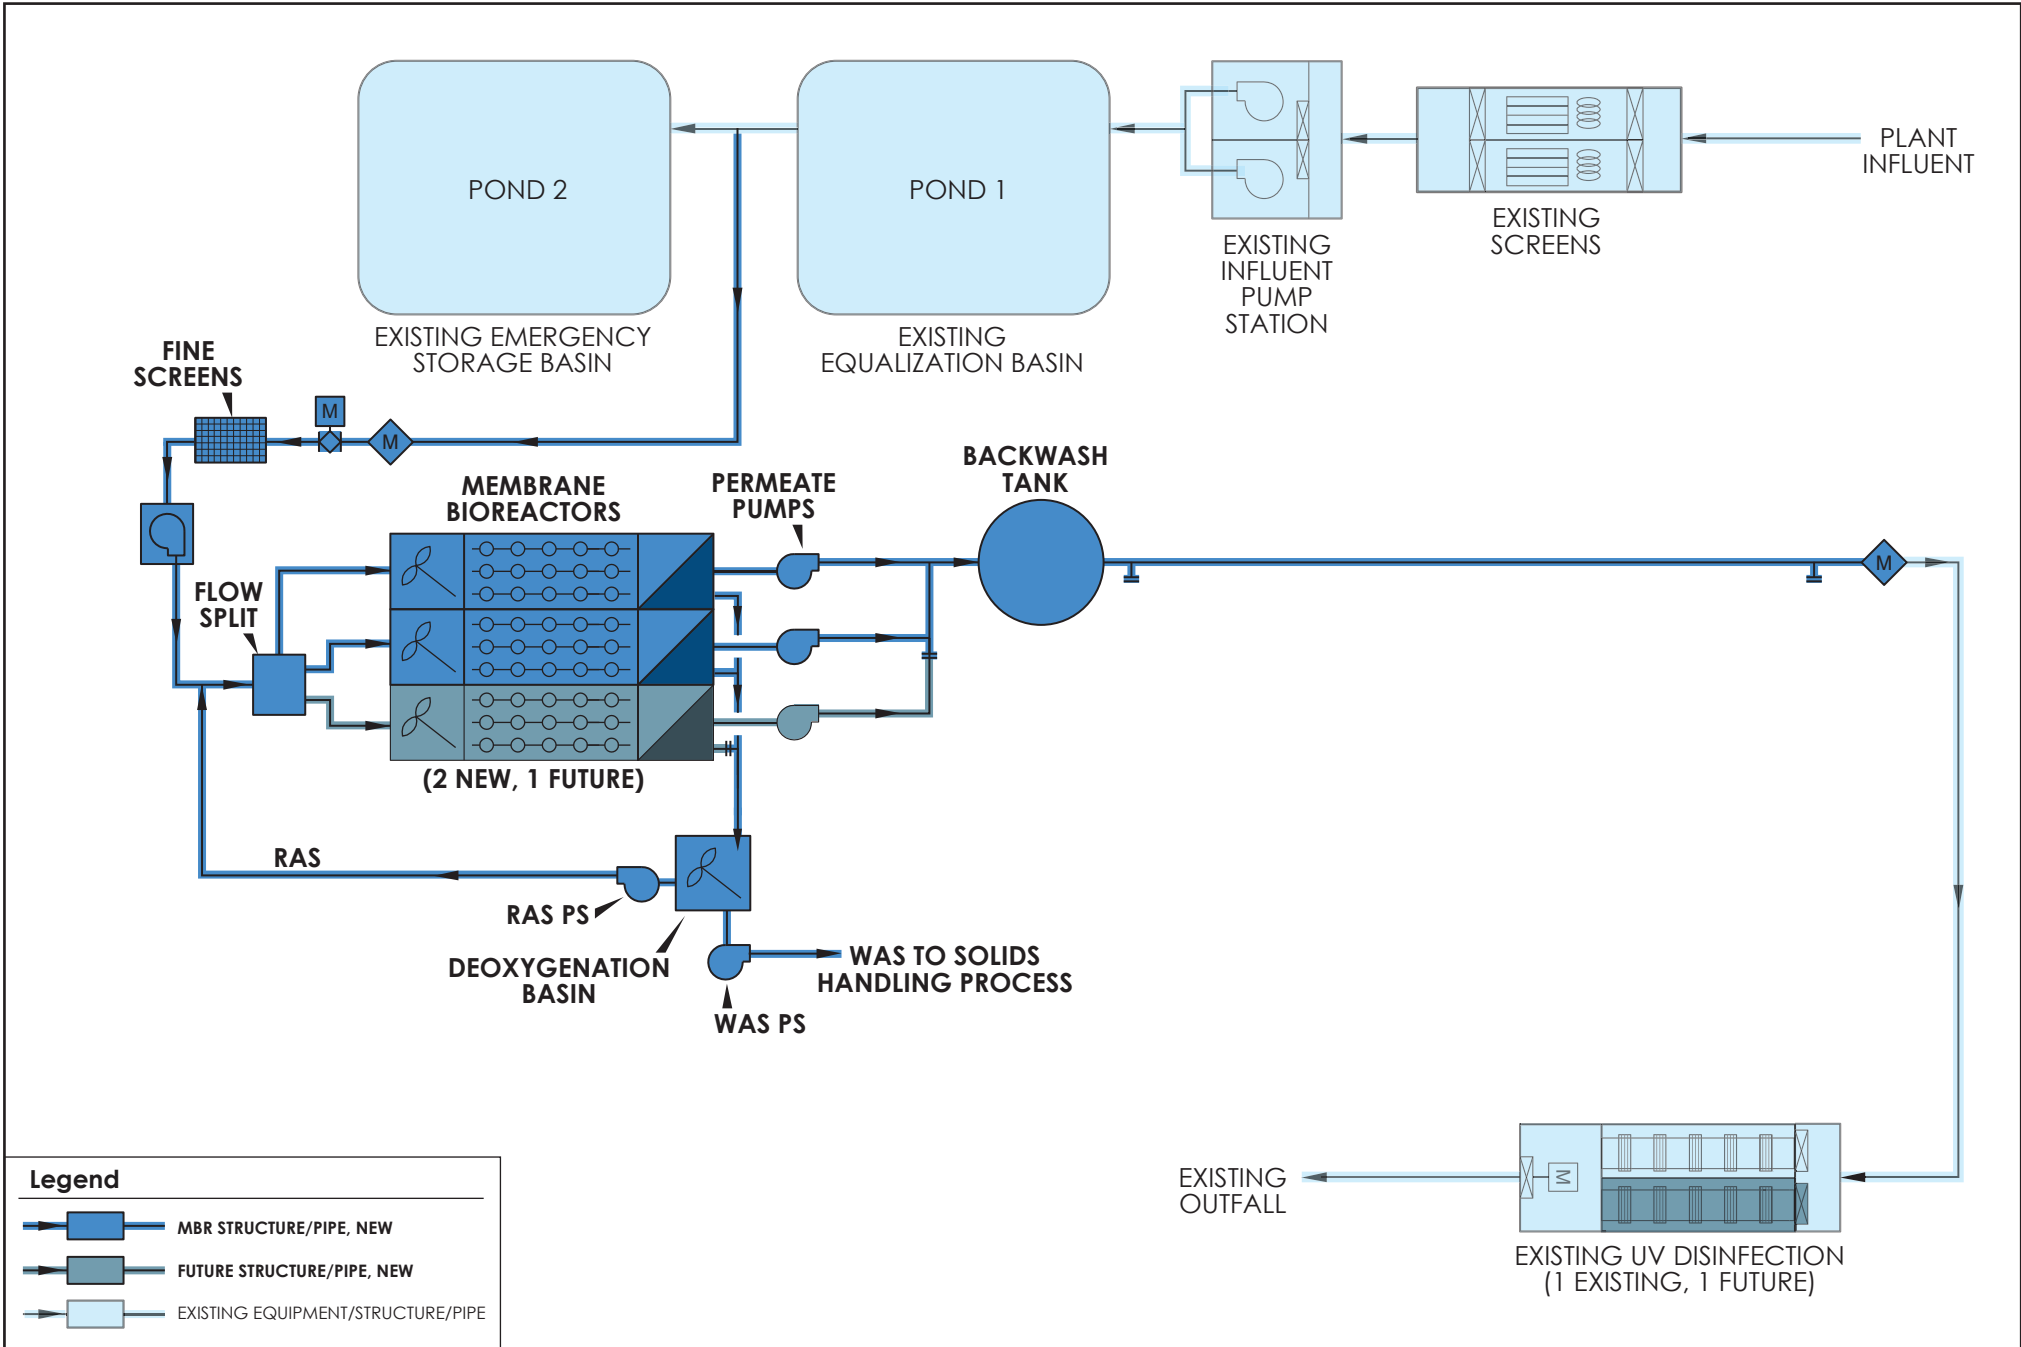 POND 2
POND 1
PLANT
INFLUENT
EXISTING
SCREENS
EXISTING
INFLUENT
PUMP
STATION
EXISTING EMERGENCY
STORAGE BASIN
EXISTING
EQUALIZATION BASIN
FINE
SCREENS
M
M
MEMBRANE
BIOREACTORS
PERMEATE
PUMPS
BACKWASH
TANK
M
FLOW
SPLIT
(2 NEW, 1 FUTURE)
RAS
RAS PS
DEOXYGENATION
BASIN
WAS TO SOLIDS
HANDLING PROCESS
WAS PS
EXISTING
OUTFALL
M
EXISTING UV DISINFECTION
(1 EXISTING, 1 FUTURE)
Legend
MBR STRUCTURE/PIPE, NEW
FUTURE STRUCTURE/PIPE, NEW
EXISTING EQUIPMENT/STRUCTURE/PIPE